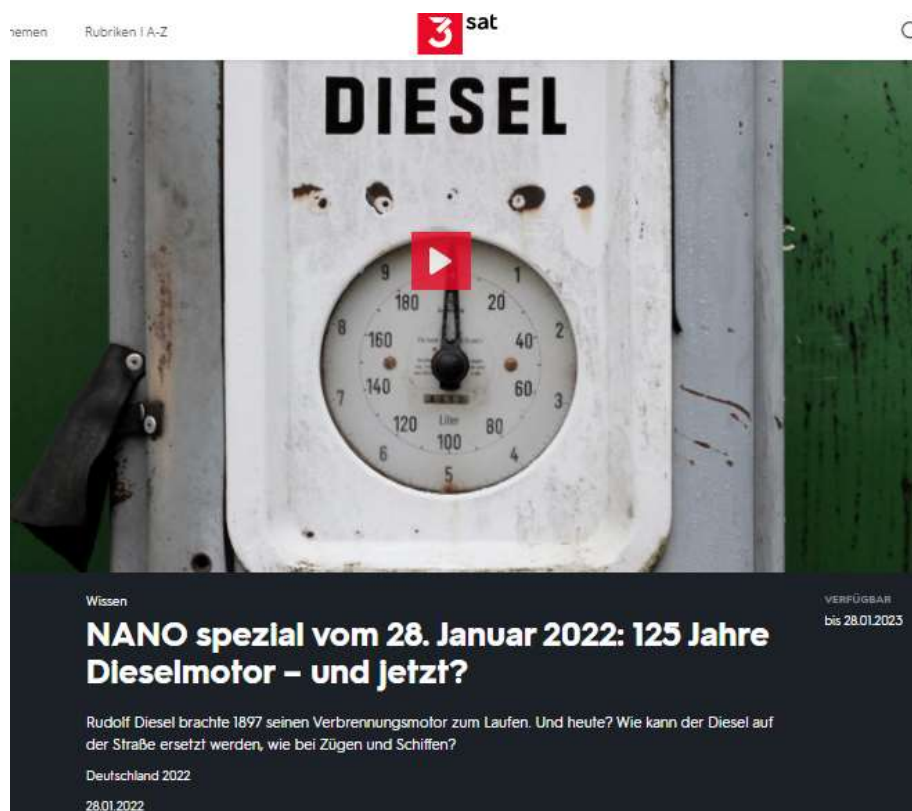 hemen
Rubriken | A-Z
3 sat
DIESEL
9
1
180
20
8
2
160
40
7
140
60
3
120
Liter
80
6
100
4
5
Wissen
VERFÜGBAR
NANO spezial vom 28. Januar 2022: 125 Jahre
bis 28.01.2023
Dieselmotor – und jetzt?
Rudolf Diesel brachte 1897 seinen Verbrennungsmotor zum Laufen. Und heute? Wie kann der Diesel auf
der Straße ersetzt werden, wie bei Zügen und Schiffen?
Deutschland 2022
28.01.2022